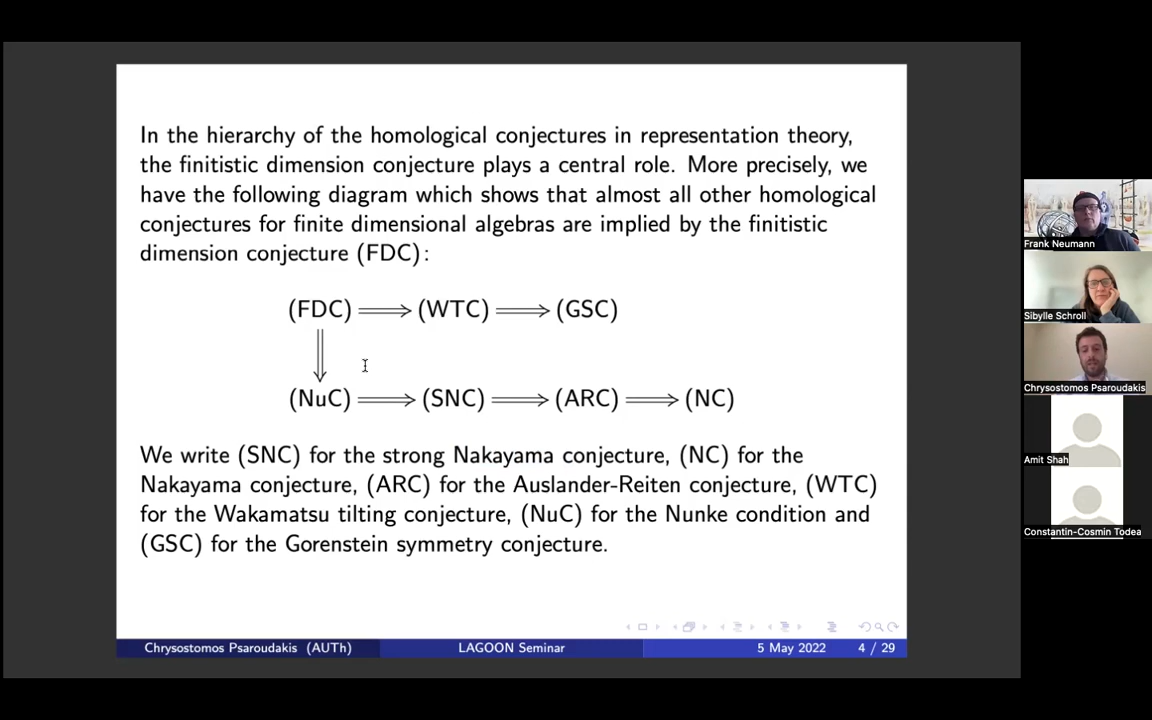 In the hierarchy of the homological conjectures in representation theory,
the finitistic dimension conjecture plays a central role. More precisely, we
have the following diagram which shows that almost all other homological
conjectures for finite dimensional algebras are implied by the finitistic
dimension conjecture (FDC):
(FDC) ⟹ (WTC) ⟹ (GSC)
⇓
(NuC) ⟹ (SNC) ⟹ (ARC) ⟹ (NC)
We write (SNC) for the strong Nakayama conjecture, (NC) for the
Nakayama conjecture, (ARC) for the Auslander-Reiten conjecture, (WTC)
for the Wakamatsu tilting conjecture, (NuC) for the Nunke condition and
(GSC) for the Gorenstein symmetry conjecture.
Chrysostomos Psaroudakis (AUTh) LAGOON Seminar 5 May 2022 4 / 29
Frank Neumann
Sibylle Schroll
Chrysostomos Psaroudakis
Amit Shah
Constantin-Cosmin Todea